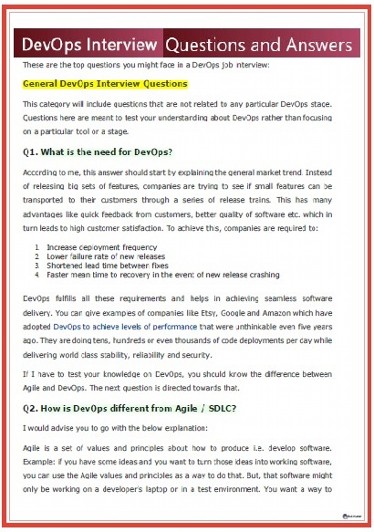 DevOps Interview Questions and Answers
These are the top questions you might face in a DevOps job interview:
General DevOps Interview Questions
This category will include questions that are not related to any particular DevOps stage.
Questions here are meant to test your understanding about DevOps rather than focusing
on a particular tool or a stage.
Q1. What is the need for DevOps?
According to me, this answer should start by explaining the general market trend. Instead
of releasing big sets of features, companies are trying to see if small features can be
transported to their customers through a series of release trains. This has many
advantages like quick feedback from customers, better quality of software etc. which in
turn leads to high customer satisfaction. To achieve this, companies are required to:
1. Increase deployment frequency
2. Lower failure rate of new releases
3. Shortened lead time between fixes
4. Faster mean time to recovery in the event of new release crashing
DevOps fulfills all these requirements and helps in achieving seamless software
delivery. You can give examples of companies like Etsy, Google and Amazon which have
adopted DevOps to achieve levels of performance that were unthinkable even five years
ago. They are doing tens, hundreds or even thousands of code deployments per day while
delivering world class stability, reliability and security.
If I have to test your knowledge on DevOps, you should know the difference between
Agile and DevOps. The next question is directed towards that.
Q2. How is DevOps different from Agile / SDLC?
I would advise you to go with the below explanation:
Agile is a set of values and principles about how to produce i.e. develop software.
Example: if you have some ideas and you want to turn those ideas into working software,
you can use the Agile values and principles as a way to do that. But, that software might
only be working on a developer's laptop or in a test environment. You want a way to